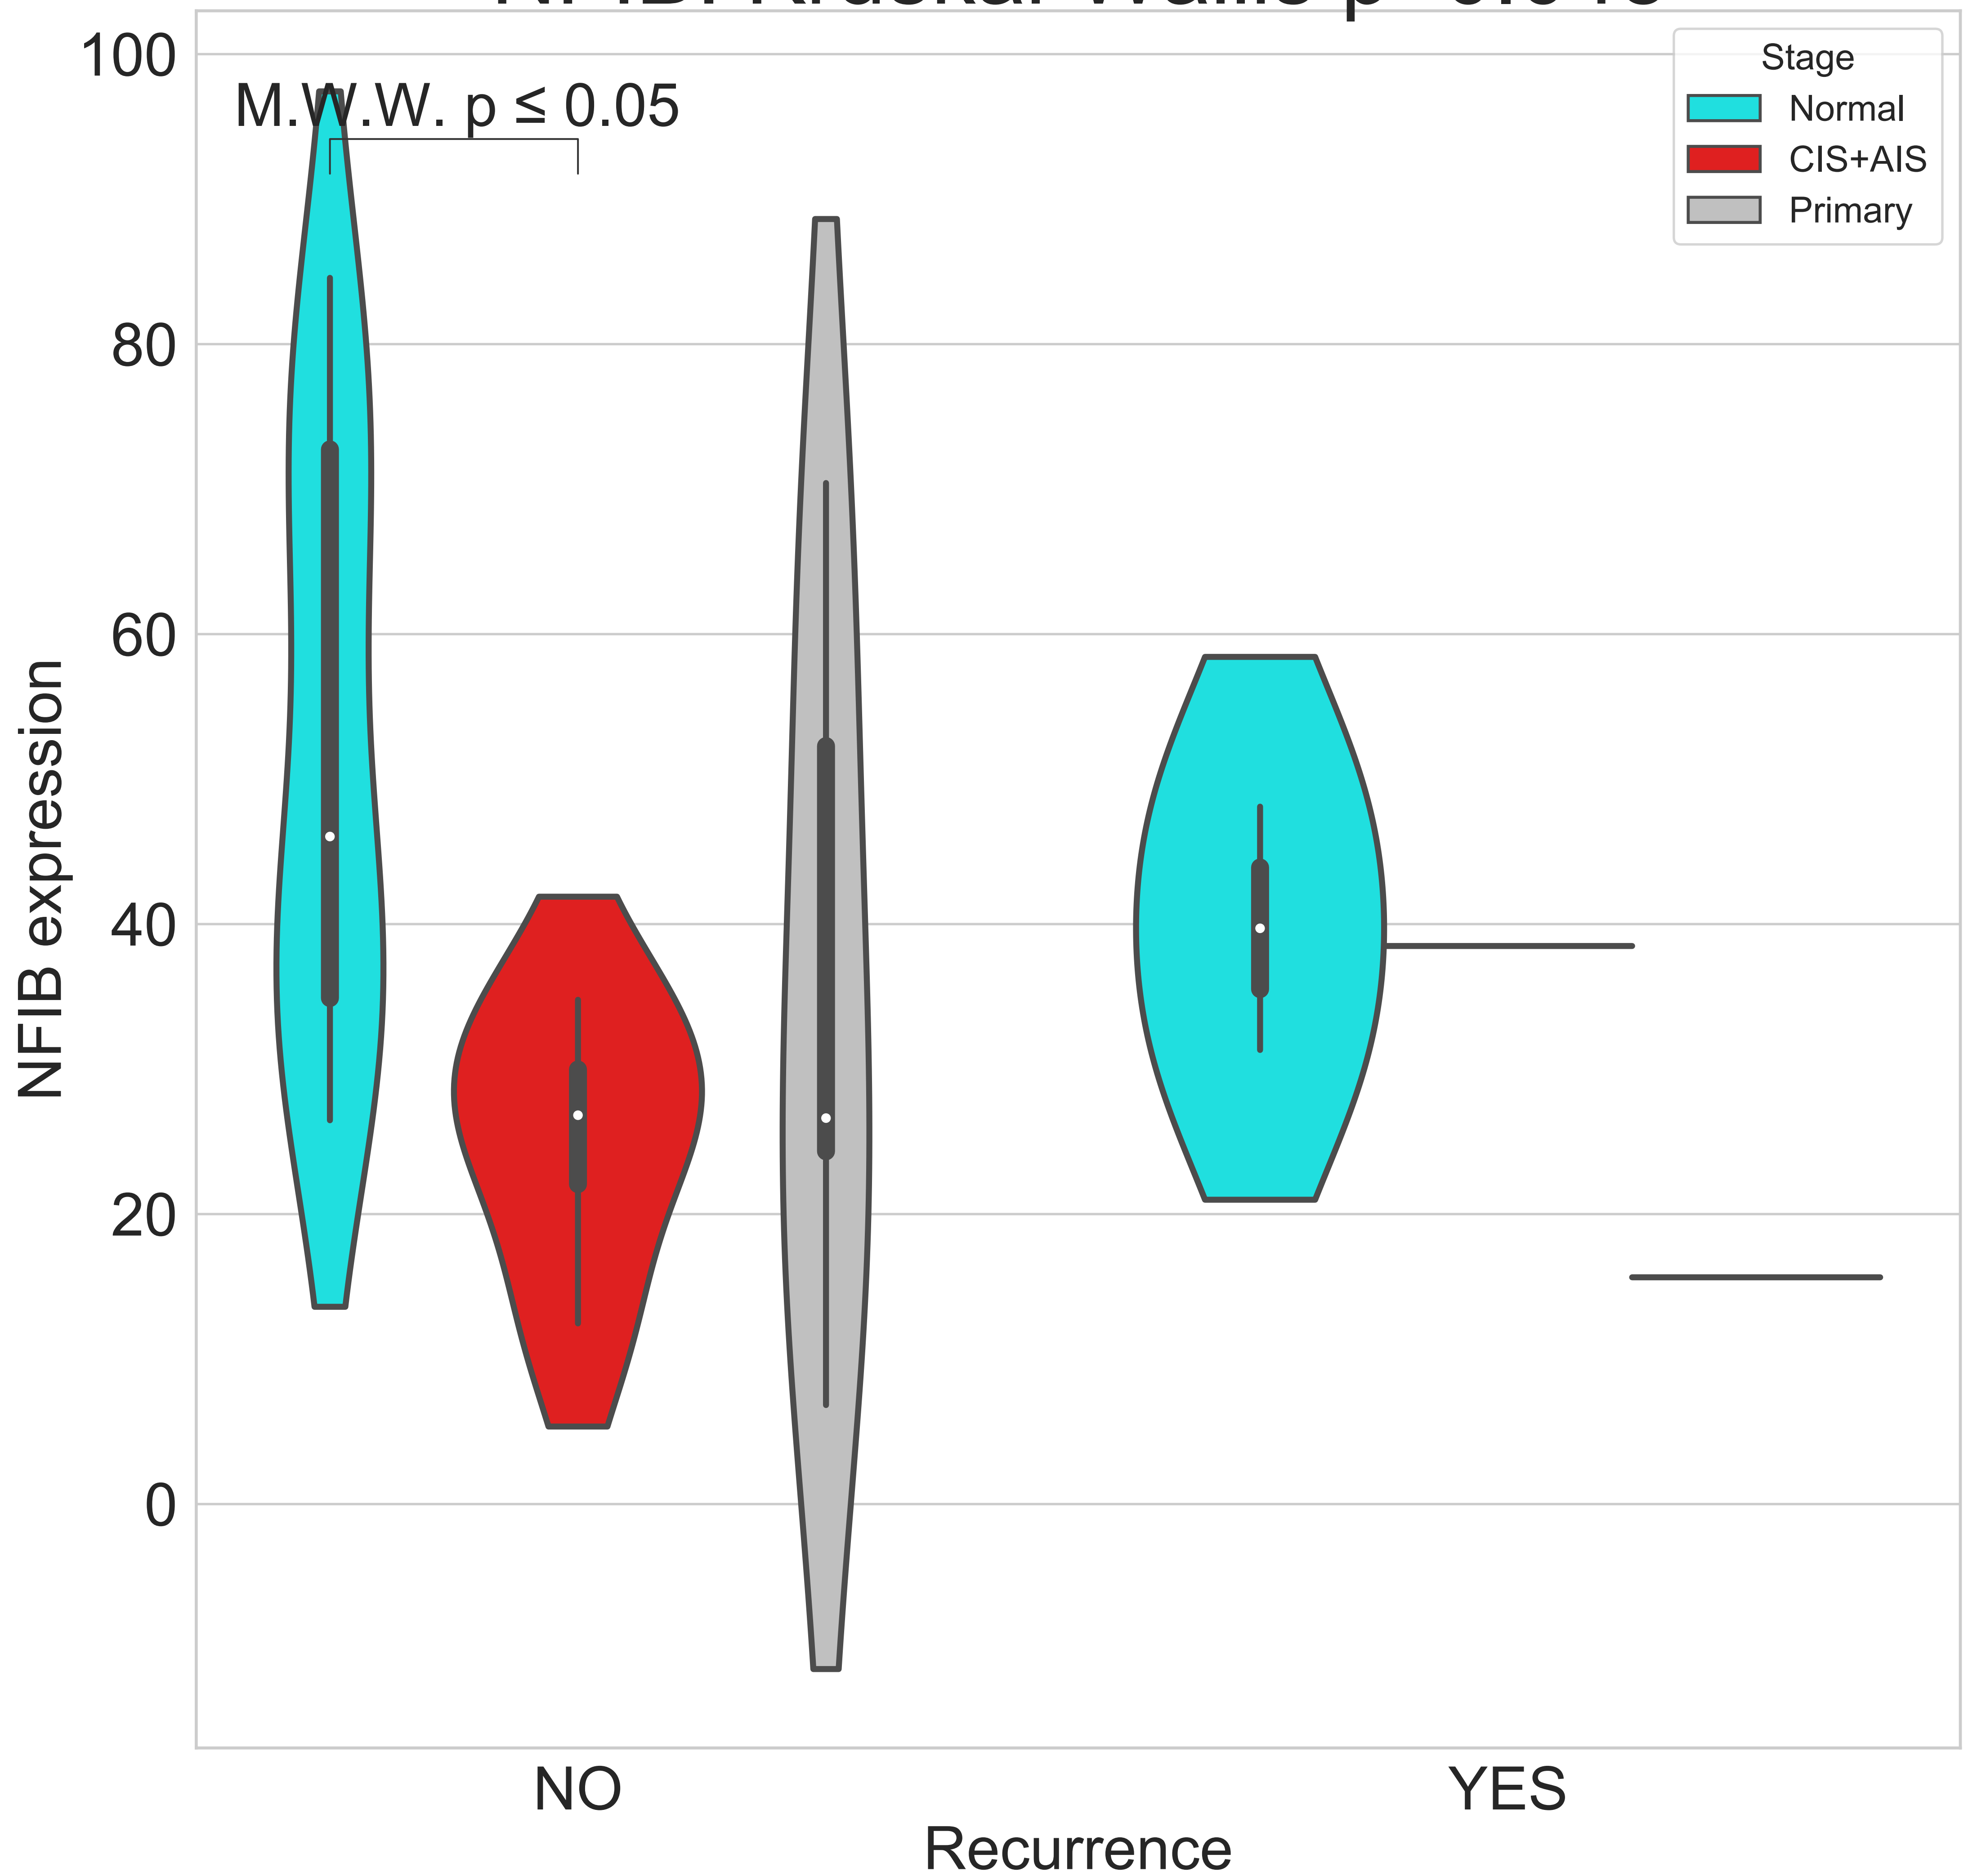 100
M.W.W. p ≤ 0.05
Stage
Normal
CIS+AIS
Primary
80
60
40
20
0
NFIB expression
NO
YES
Recurrence